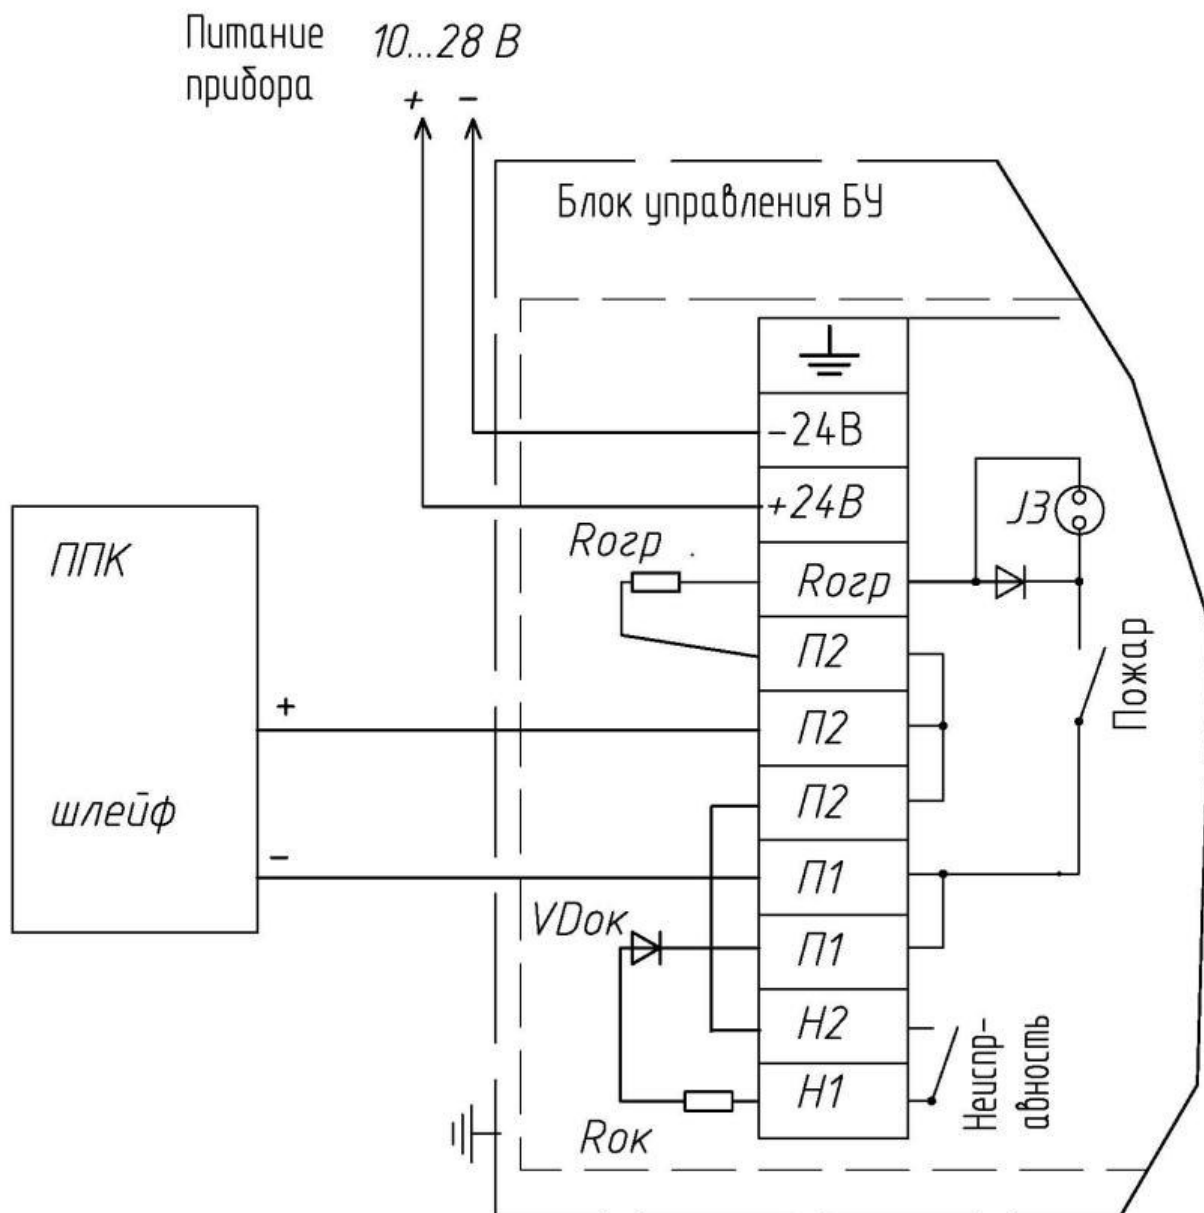 Питание 10...28 В
прибора
+ -
Блок управления БУ
-24В
+24В
J3
Rогр
Rогр
ППК
П2
Пожар
+
П2
шлейф
П2
-
П1
VDок
П1
Н2
Неиспр-
авность
Н1
Rок